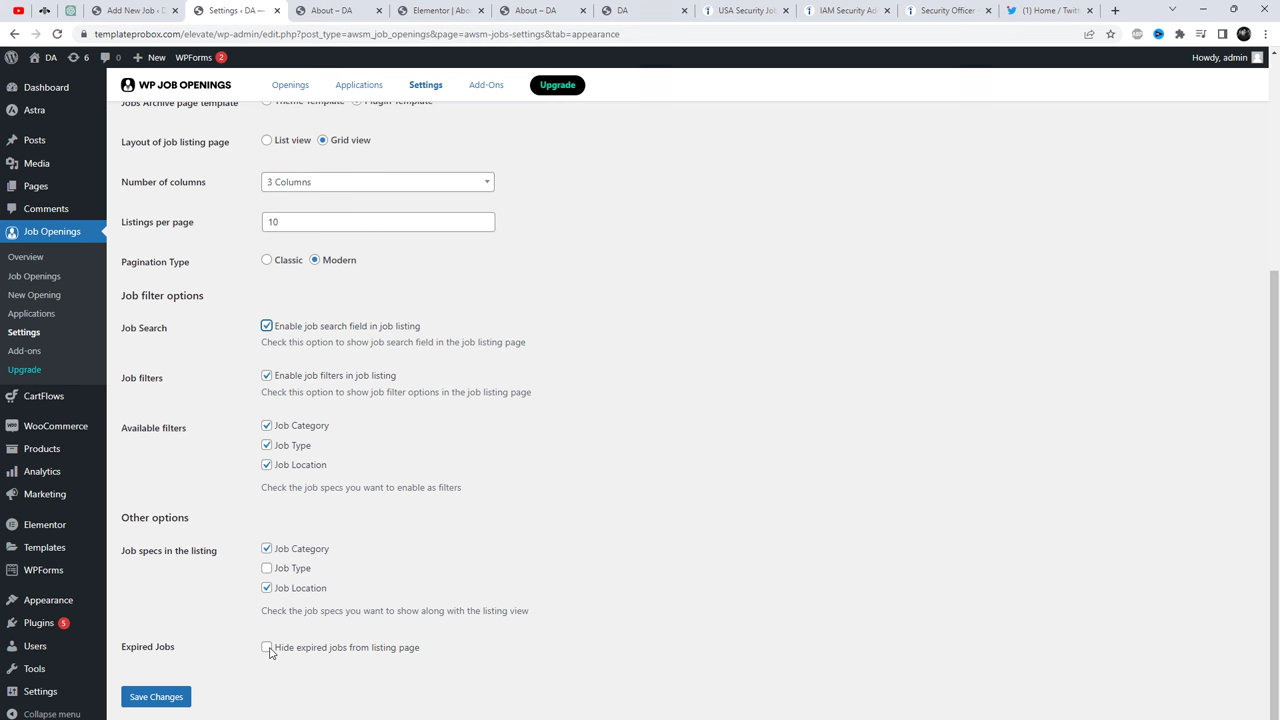 Add New Job ‹ D
Settings ‹ DA —
About – DA
Elementor | Abo
About – DA
DA
USA Security Jo
IAM Security Ad
Security Officer
(1) Home / Twit
templateprobox.com/elevate/wp-admin/edit.php?post_type=awsm_job_openings&page=awsm-jobs-settings&tab=appearance
DA 6 0 + New WPForms 2 Howdy, admin
WP JOB OPENINGS Openings Applications Settings Add-Ons Upgrade
Dashboard
Astra
Posts
Media
Pages
Comments
Job Openings
Overview
Job Openings
New Opening
Applications
Settings
Add-ons
Upgrade
CartFlows
WooCommerce
Products
Analytics
Marketing
Elementor
Templates
WPForms
Appearance
Plugins 5
Users
Tools
Settings
Collapse menu
Jobs Archive page template Theme Template Plugin Template
Layout of job listing page List view Grid view
Number of columns 3 Columns
Listings per page 10
Pagination Type Classic Modern
Job filter options
Job Search Enable job search field in job listing
Check this option to show job search field in the job listing page
Job filters Enable job filters in job listing
Check this option to show job filter options in the job listing page
Available filters Job Category
Job Type
Job Location
Check the job specs you want to enable as filters
Other options
Job specs in the listing Job Category
Job Type
Job Location
Check the job specs you want to show along with the listing view
Expired Jobs Hide expired jobs from listing page
Save Changes